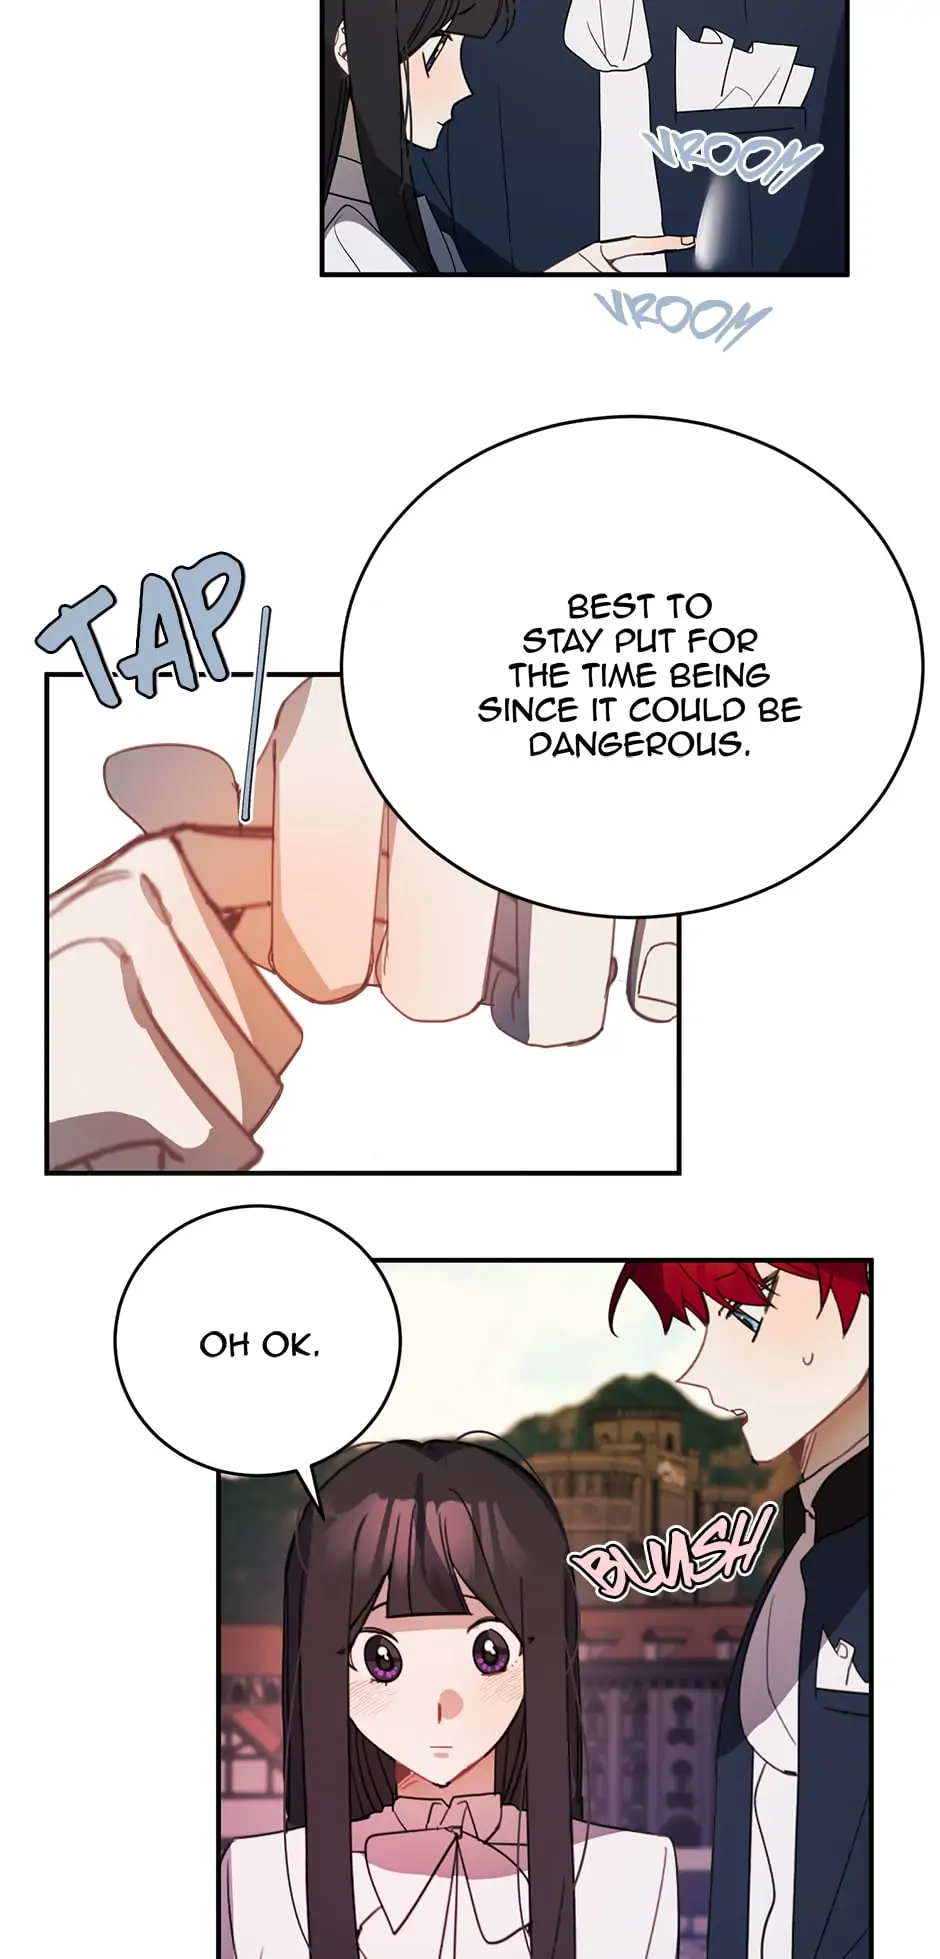 VROOM
VROOM
TAP
BEST TO
STAY PUT FOR
THE TIME BEING
SINCE IT COULD BE
DANGEROUS.
OH OK.
BLUSH